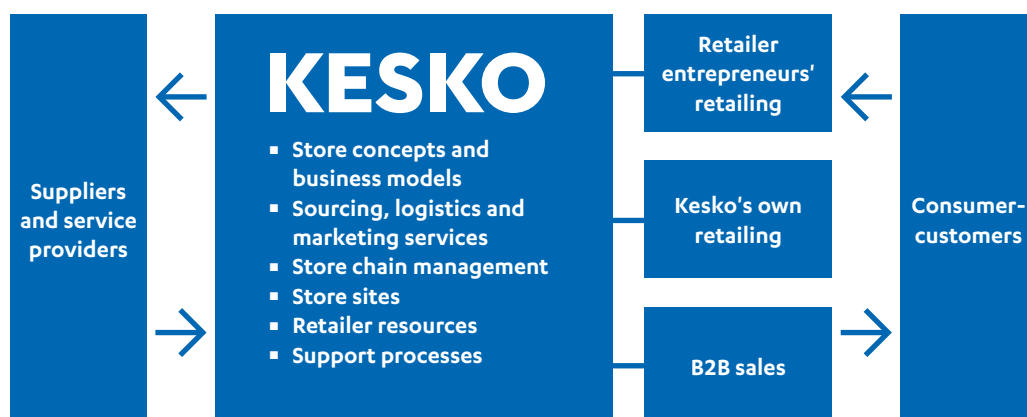 Suppliers
and service
providers
KESKO
▪ Store concepts and
business models
▪ Sourcing, logistics and
marketing services
▪ Store chain management
▪ Store sites
▪ Retailer resources
▪ Support processes
Retailer
entrepreneurs'
retailing
Kesko's own
retailing
B2B sales
Consumer-
customers